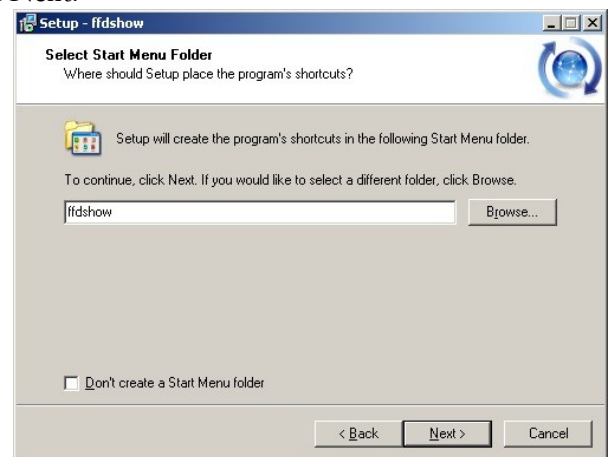 Setup - ffdshow
Select Start Menu Folder
Where should Setup place the program's shortcuts?
Setup will create the program's shortcuts in the following Start Menu folder.
To continue, click Next. If you would like to select a different folder, click Browse.
ffdshow
Browse...
Don't create a Start Menu folder
< Back
Next >
Cancel